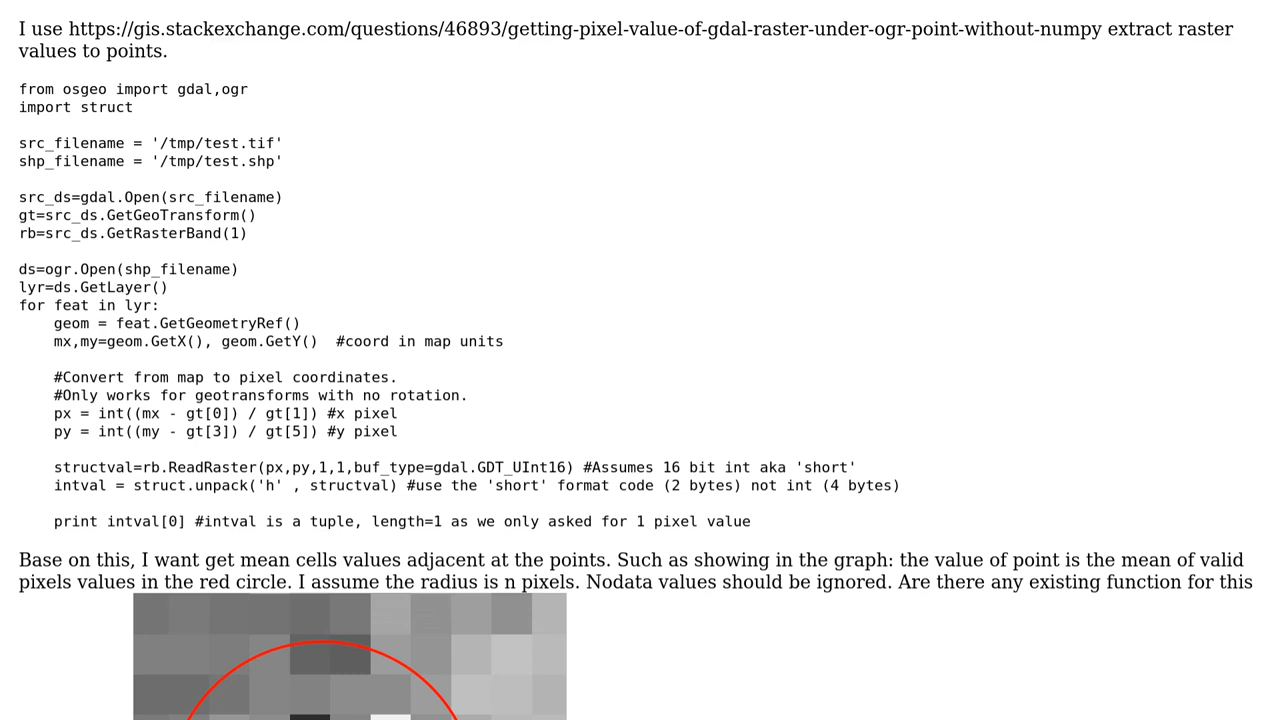 I use https://gis.stackexchange.com/questions/46893/getting-pixel-value-of-gdal-raster-under-ogr-point-without-numpy extract raster
values to points.
from osgeo import gdal,ogr
import struct
src_filename = '/tmp/test.tif'
shp_filename = '/tmp/test.shp'
src_ds=gdal.Open(src_filename)
gt=src_ds.GetGeoTransform()
rb=src_ds.GetRasterBand(1)
ds=ogr.Open(shp_filename)
lyr=ds.GetLayer()
for feat in lyr:
    geom = feat.GetGeometryRef()
    mx,my=geom.GetX(), geom.GetY()  #coord in map units
    #Convert from map to pixel coordinates.
    #Only works for geotransforms with no rotation.
    px = int((mx - gt[0]) / gt[1]) #x pixel
    py = int((my - gt[3]) / gt[5]) #y pixel
    structval=rb.ReadRaster(px,py,1,1,buf_type=gdal.GDT_UInt16) #Assumes 16 bit int aka 'short'
    intval = struct.unpack('h' , structval) #use the 'short' format code (2 bytes) not int (4 bytes)
    print intval[0] #intval is a tuple, length=1 as we only asked for 1 pixel value
Base on this, I want get mean cells values adjacent at the points. Such as showing in the graph: the value of point is the mean of valid
pixels values in the red circle. I assume the radius is n pixels. Nodata values should be ignored. Are there any existing function for this